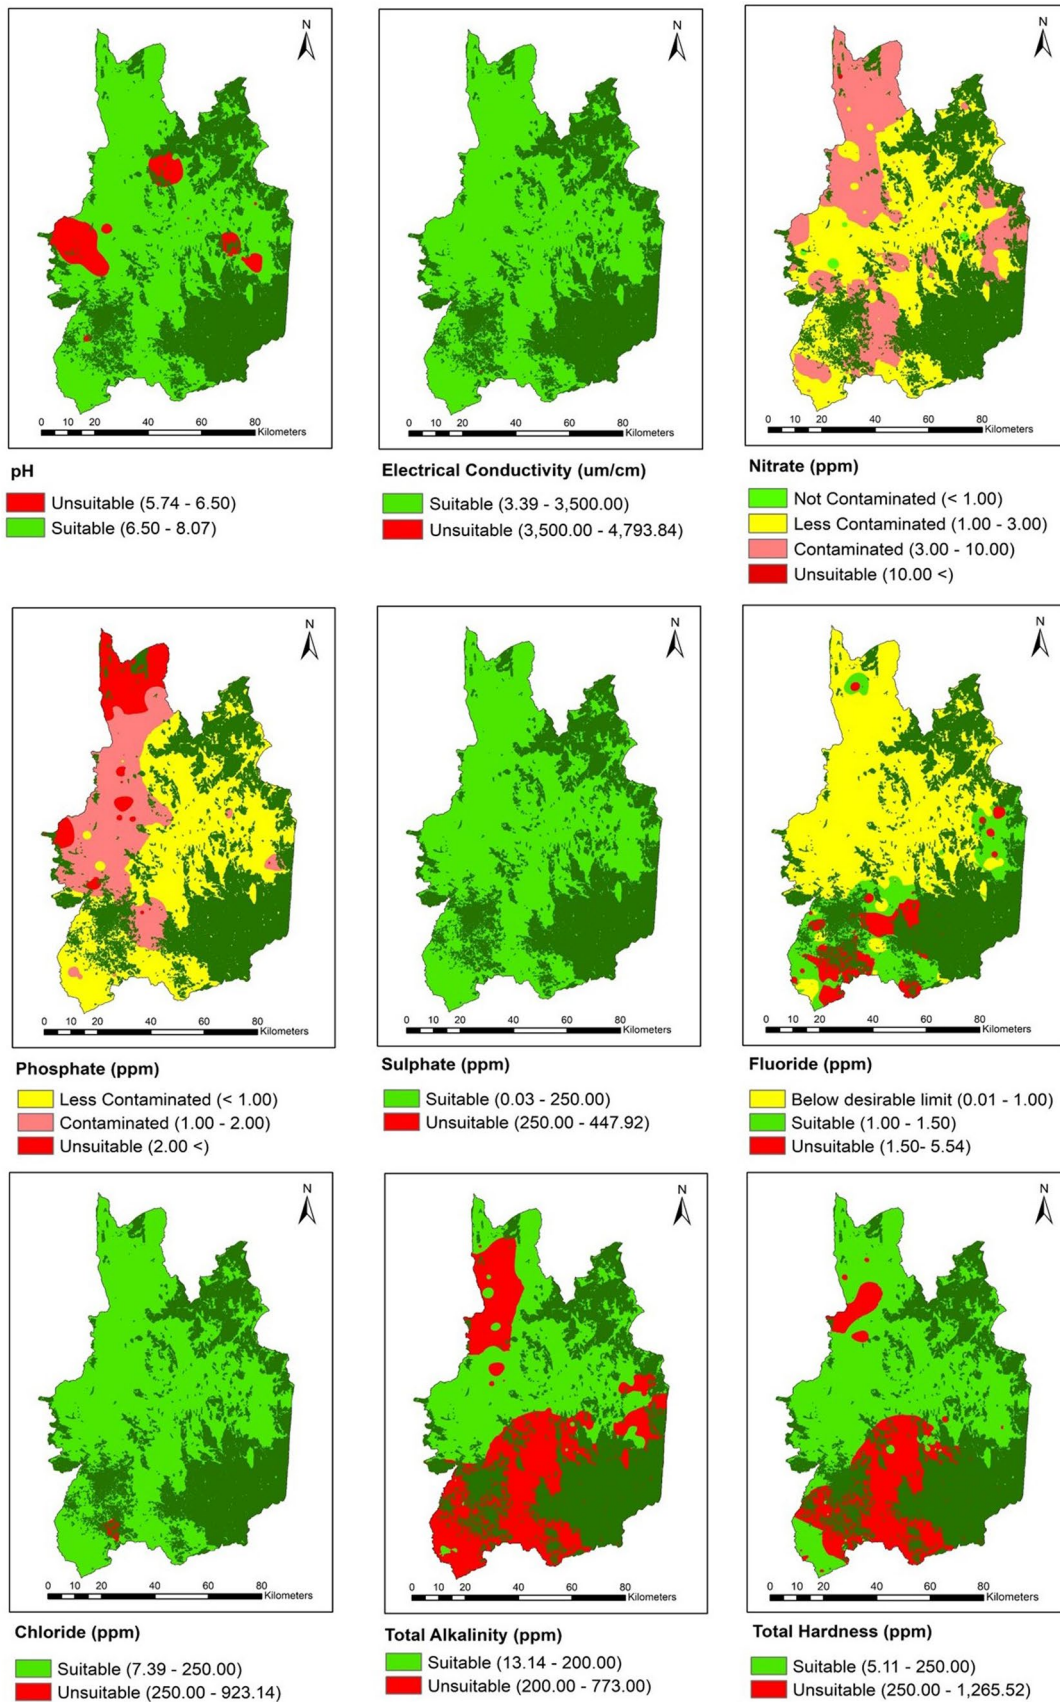 N
0 20 40 60 80
Kilometers
pH
Unsuitable (5.74 - 6.50)
Suitable (6.50 - 8.07)
N
0 20 40 60 80
Kilometers
Electrical Conductivity (um/cm)
Suitable (3.39 - 3,500.00)
Unsuitable (3,500.00 - 4,793.84)
N
0 20 40 60 80
Kilometers
Nitrate (ppm)
Not Contaminated (< 1.00)
Less Contaminated (1.00 - 3.00)
Contaminated (3.00 - 10.00)
Unsuitable (10.00 <)
N
0 20 40 60 80
Kilometers
Phosphate (ppm)
Less Contaminated (< 1.00)
Contaminated (1.00 - 2.00)
Unsuitable (2.00 <)
N
0 20 40 60 80
Kilometers
Sulphate (ppm)
Suitable (0.03 - 250.00)
Unsuitable (250.00 - 447.92)
N
0 20 40 60 80
Kilometers
Fluoride (ppm)
Below desirable limit (0.01 - 1.00)
Suitable (1.00 - 1.50)
Unsuitable (1.50- 5.54)
N
0 20 40 60 80
Kilometers
Chloride (ppm)
Suitable (7.39 - 250.00)
Unsuitable (250.00 - 923.14)
N
0 20 40 60 80
Kilometers
Total Alkalinity (ppm)
Suitable (13.14 - 200.00)
Unsuitable (200.00 - 773.00)
N
0 20 40 60 80
Kilometers
Total Hardness (ppm)
Suitable (5.11 - 250.00)
Unsuitable (250.00 - 1,265.52)